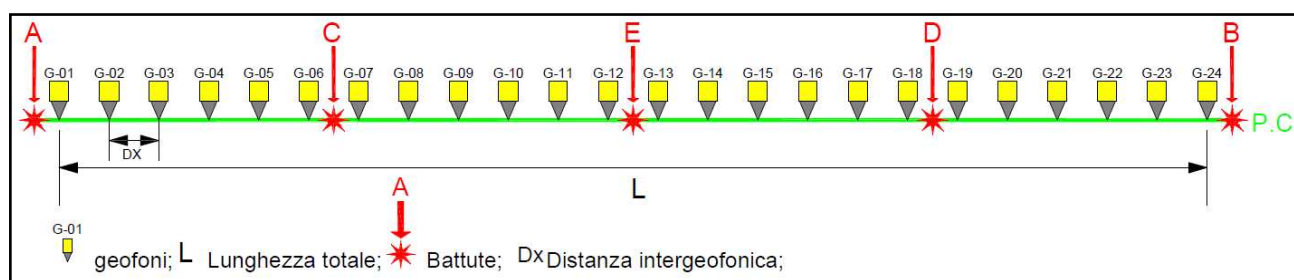 A C E D B
G-01 G-02 G-03 G-04 G-05 G-06 G-07 G-08 G-09 G-10 G-11 G-12 G-13 G-14 G-15 G-16 G-17 G-18 G-19 G-20 G-21 G-22 G-23 G-24
P.C
DX
L
A
G-01
geofoni; L Lunghezza totale; Battute; Dx Distanza intergeofonica;